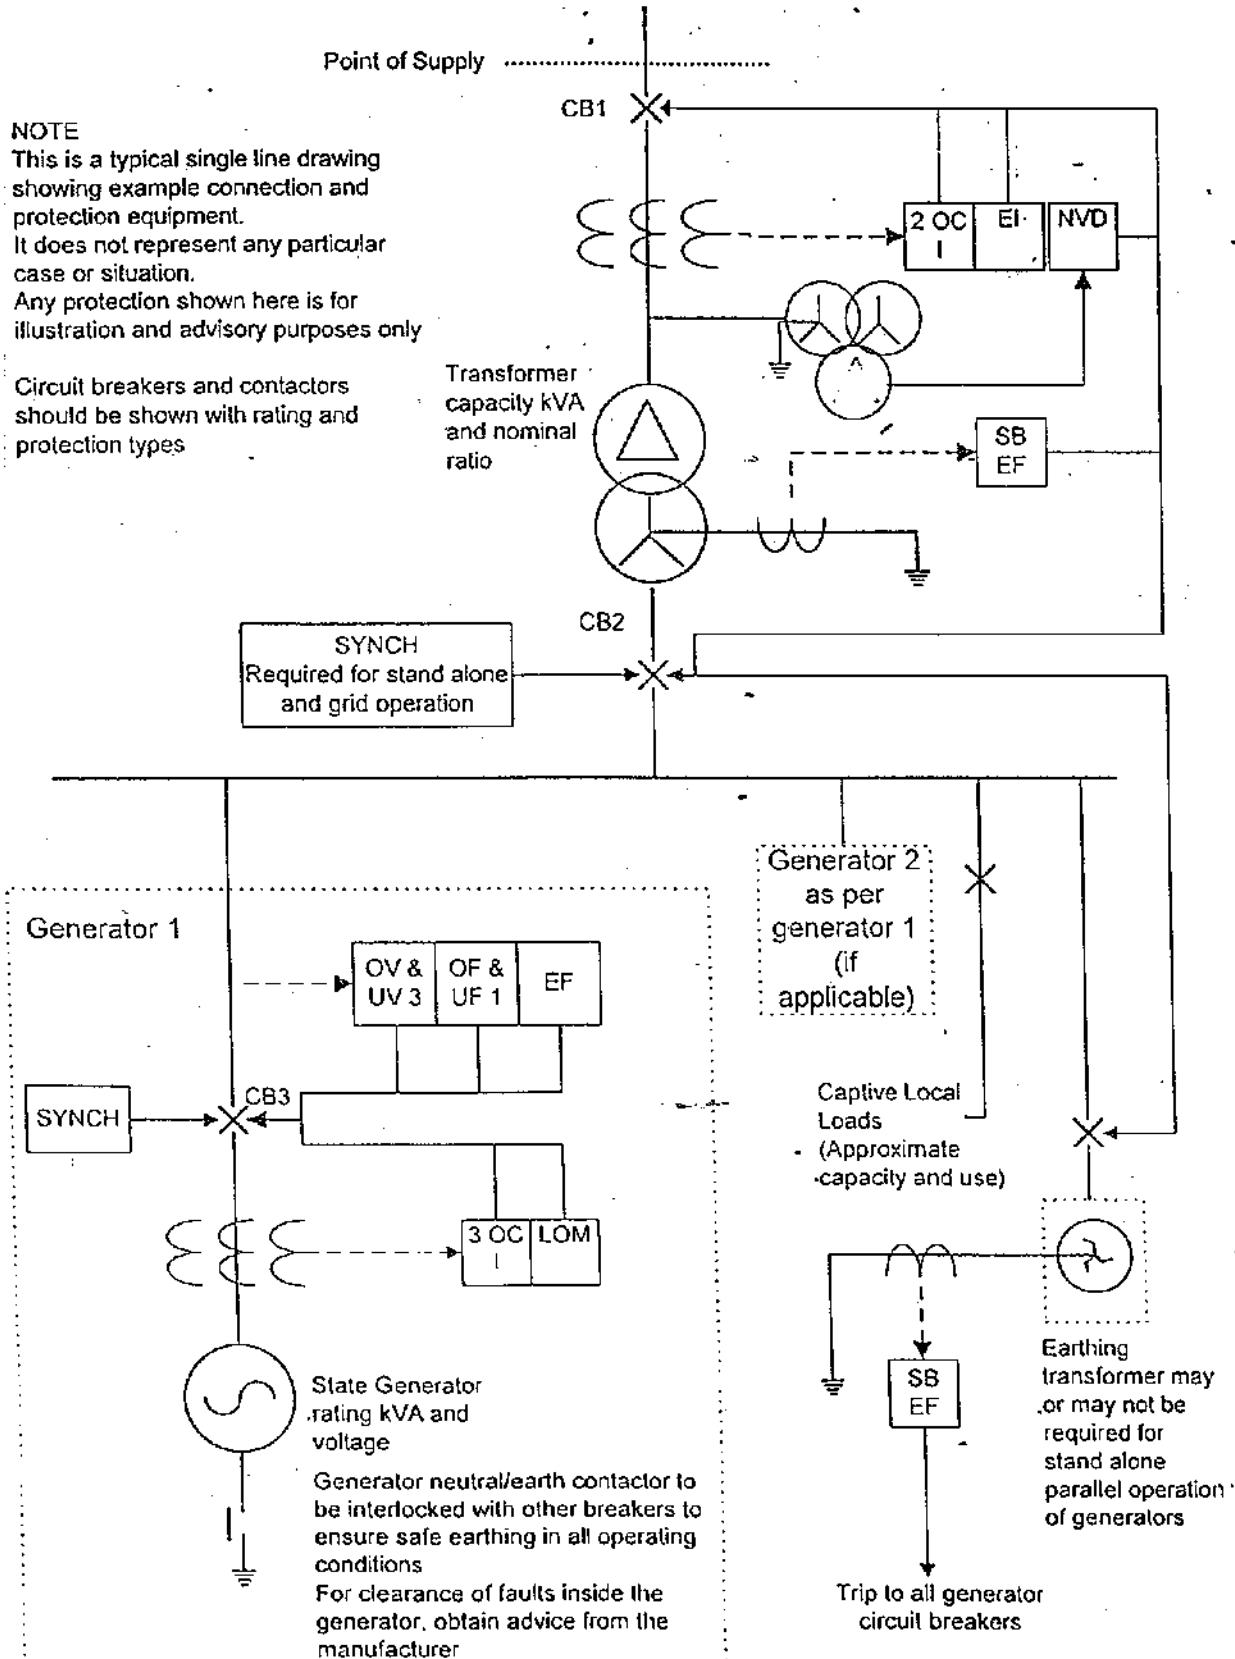 Point of Supply
CB1
NOTE
This is a typical single line drawing
showing example connection and
protection equipment.
It does not represent any particular
case or situation.
Any protection shown here is for
illustration and advisory purposes only
Circuit breakers and contactors
should be shown with rating and
protection types
2 OC
I
EI
NVD
Transformer
capacity kVA
and nominal
ratio
SB
EF
CB2
SYNCH
Required for stand alone
and grid operation
Generator 2
as per
generator 1
(if
applicable)
Generator 1
OV &
UV 3
OF &
UF 1
EF
CB3
SYNCH
Captive Local
Loads
(Approximate
capacity and use)
3 OC
I
LOM
State Generator
rating kVA and
voltage
Generator neutral/earth contactor to
be interlocked with other breakers to
ensure safe earthing in all operating
conditions
For clearance of faults inside the
generator, obtain advice from the
manufacturer
SB
EF
Earthing
transformer may
or may not be
required for
stand alone
parallel operation
of generators
Trip to all generator
circuit breakers